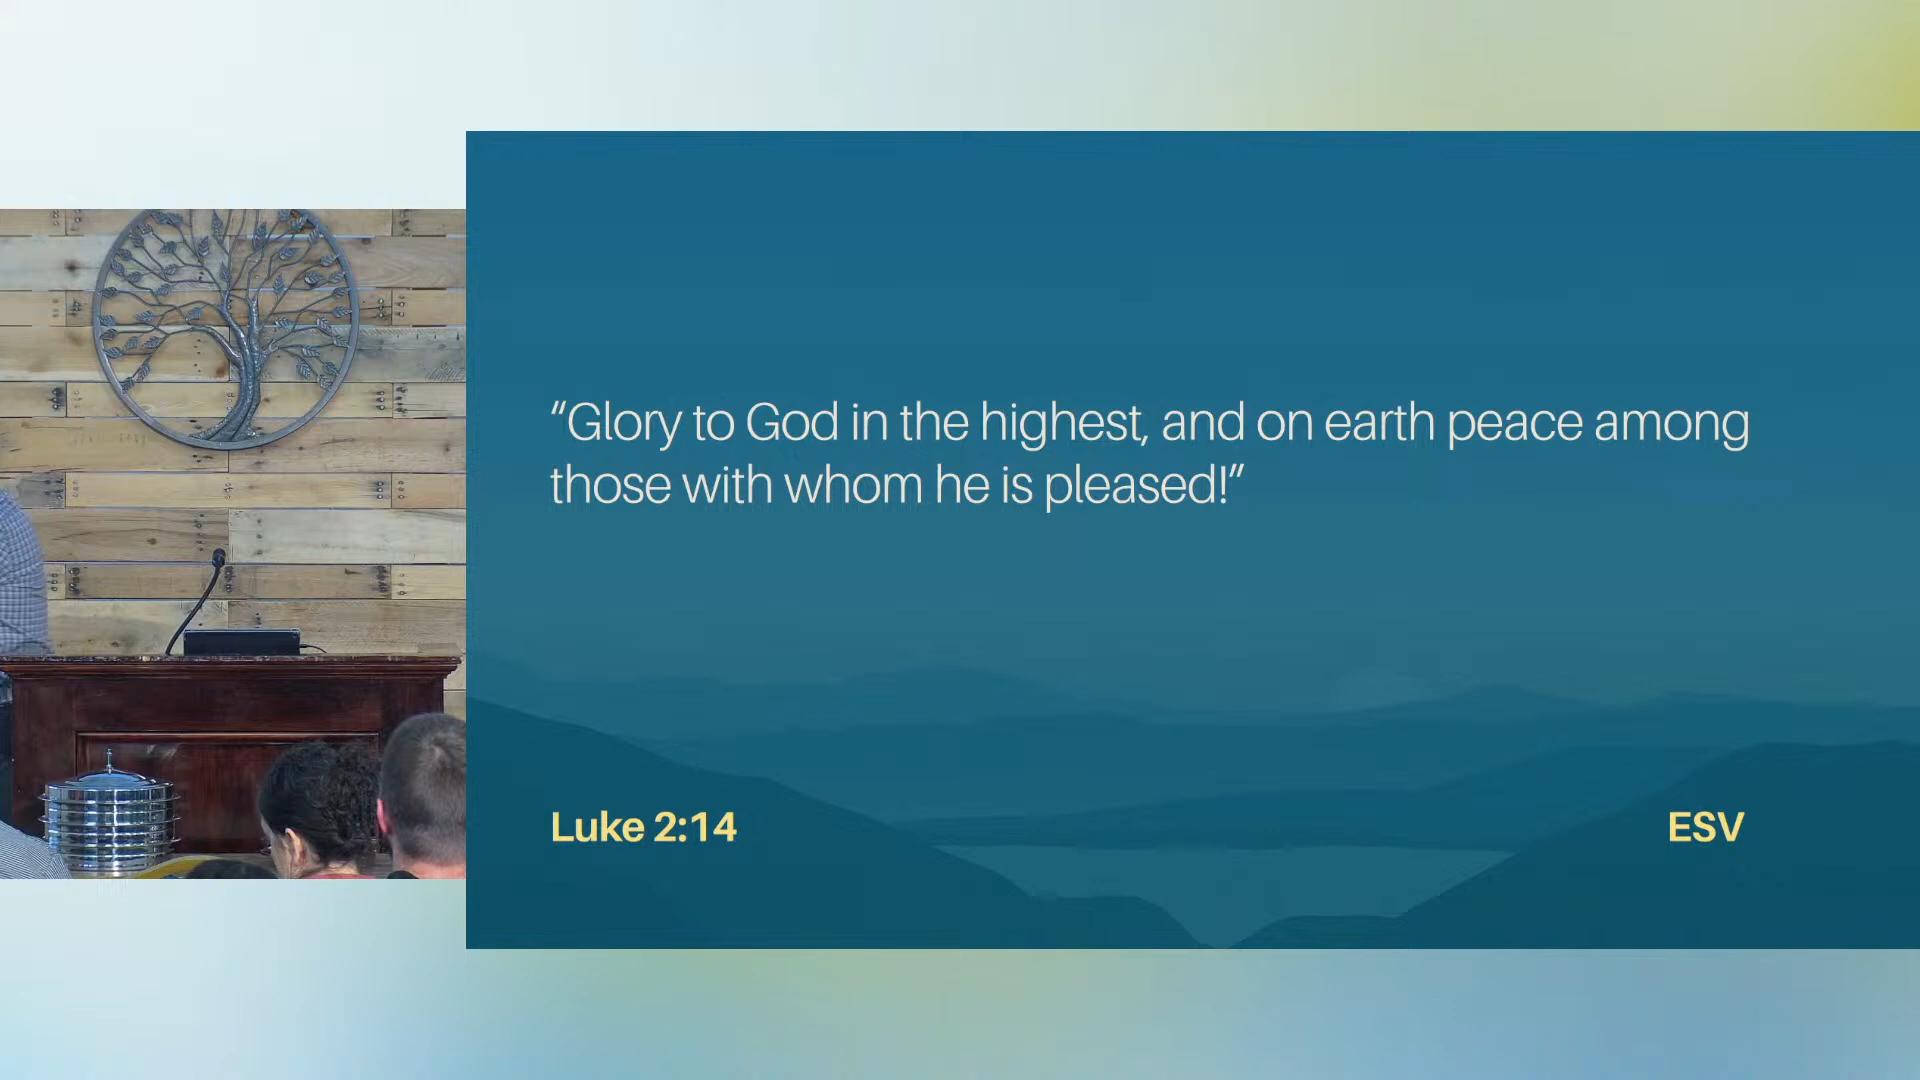 “Glory to God in the highest, and on earth peace among
those with whom he is pleased!”
Luke 2:14
ESV